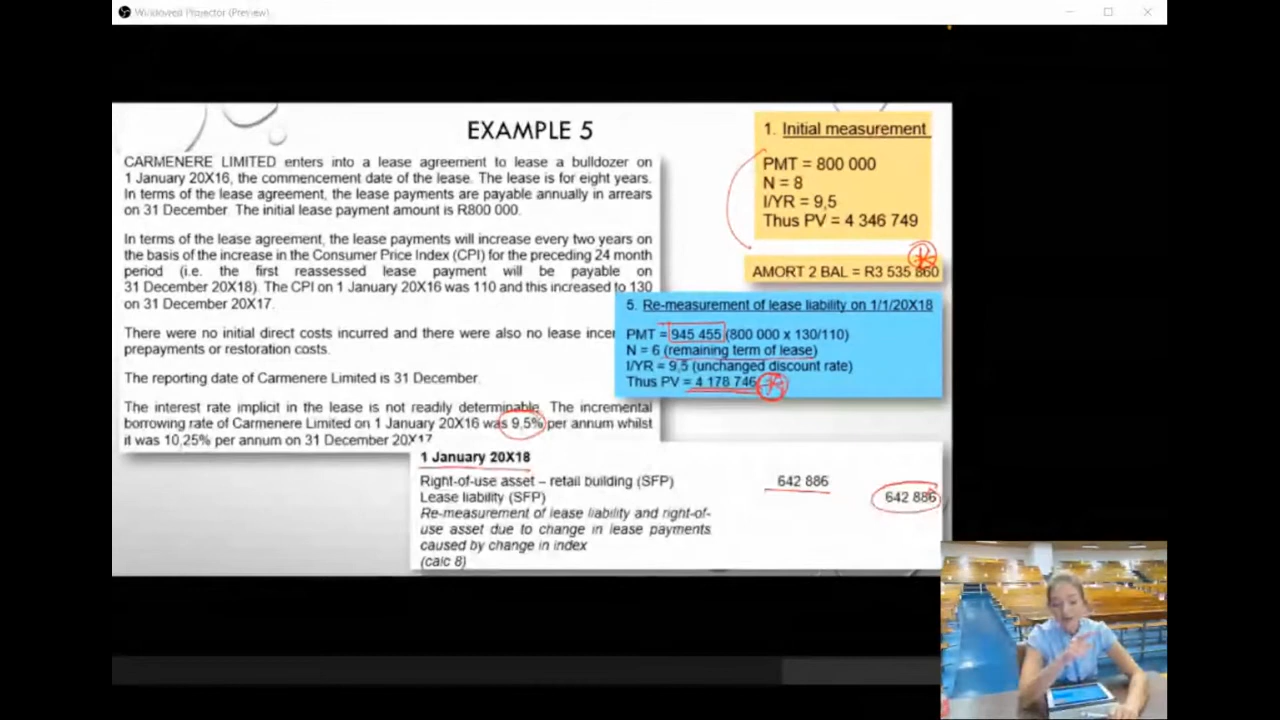 Windowed Projector (Preview)
EXAMPLE 5
CARMENERE LIMITED enters into a lease agreement to lease a bulldozer on
1 January 20X16, the commencement date of the lease. The lease is for eight years.
In terms of the lease agreement, the lease payments are payable annually in arrears
on 31 December. The initial lease payment amount is R800 000.
In terms of the lease agreement, the lease payments will increase every two years on
the basis of the increase in the Consumer Price Index (CPI) for the preceding 24 month
period (i.e. the first reassessed lease payment will be payable on
31 December 20X18). The CPI on 1 January 20X16 was 110 and this increased to 130
on 31 December 20X17.
There were no initial direct costs incurred and there were also no lease
prepayments or restoration costs.
The reporting date of Carmenere Limited is 31 December.
The interest rate implicit in the lease is not readily determinable. The incremental
borrowing rate of Carmenere Limited on 1 January 20X16 was 9,5% per annum whilst
it was 10,25% per annum on 31 December 20X17
1. Initial measurement
PMT = 800 000
N = 8
I/YR = 9,5
Thus PV = 4 346 749
AMORT 2 BAL = R3 535 860
5. Re-measurement of lease liability on 1/1/20X18
PMT = 945 455 (800 000 x 130/110)
N = 6 (remaining term of lease)
I/YR = 9,5 (unchanged discount rate)
Thus PV = 4 178 746
1 January 20X18
Right-of-use asset – retail building (SFP) 642 886
Lease liability (SFP) 642 886
Re-measurement of lease liability and right-of-
use asset due to change in lease payments
caused by change in index
(calc 8)